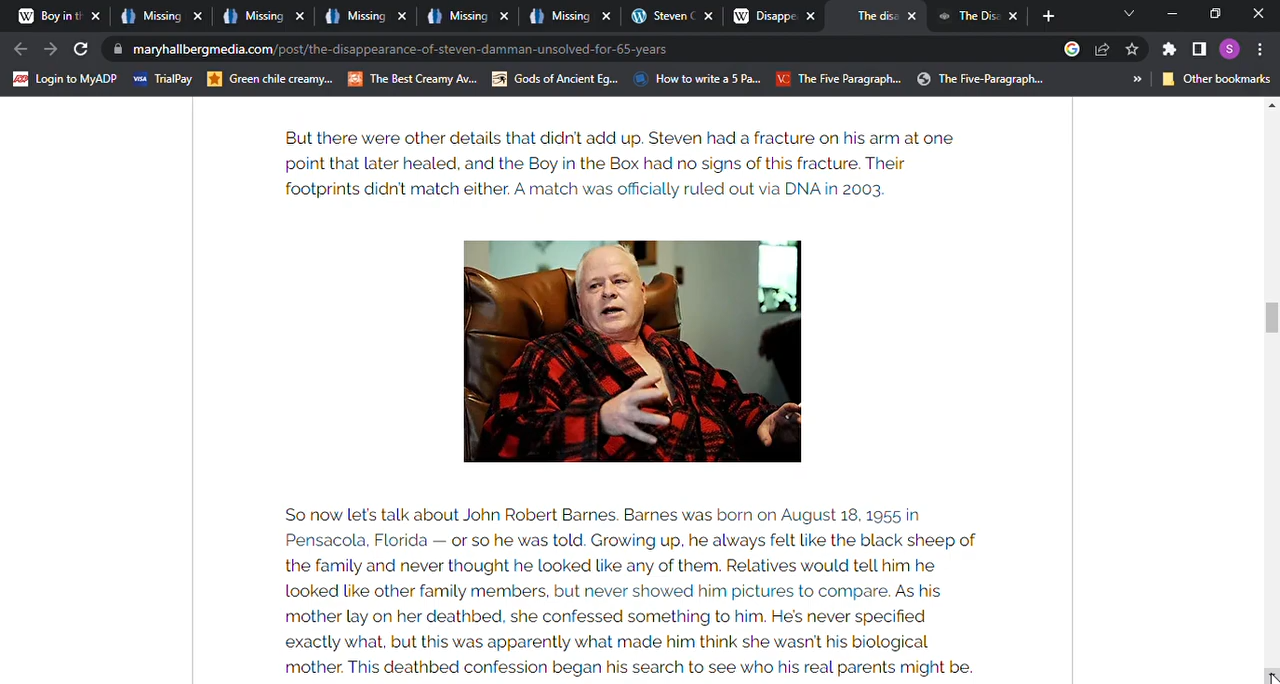 Boy in th
Missing
Missing
Missing
Missing
Missing
Steven C
Disappe
The disa
The Disa
maryhallbergmedia.com/post/the-disappearance-of-steven-damman-unsolved-for-65-years
S
Login to MyADP
VISA TrialPay
Green chile creamy...
The Best Creamy Av...
Gods of Ancient Eg...
How to write a 5 Pa...
VC The Five Paragraph...
The Five-Paragraph...
»
Other bookmarks
But there were other details that didn't add up. Steven had a fracture on his arm at one
point that later healed, and the Boy in the Box had no signs of this fracture. Their
footprints didn't match either. A match was officially ruled out via DNA in 2003.
So now let's talk about John Robert Barnes. Barnes was born on August 18, 1955 in
Pensacola, Florida — or so he was told. Growing up, he always felt like the black sheep of
the family and never thought he looked like any of them. Relatives would tell him he
looked like other family members, but never showed him pictures to compare. As his
mother lay on her deathbed, she confessed something to him. He's never specified
exactly what, but this was apparently what made him think she wasn't his biological
mother. This deathbed confession began his search to see who his real parents might be.